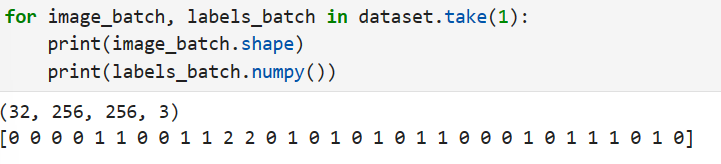 for image_batch, labels_batch in dataset.take(1):
    print(image_batch.shape)
    print(labels_batch.numpy())
(32, 256, 256, 3)
[0 0 0 0 1 1 0 0 1 1 2 2 0 1 0 1 0 1 0 1 1 0 0 0 1 0 1 1 1 0 1 0]